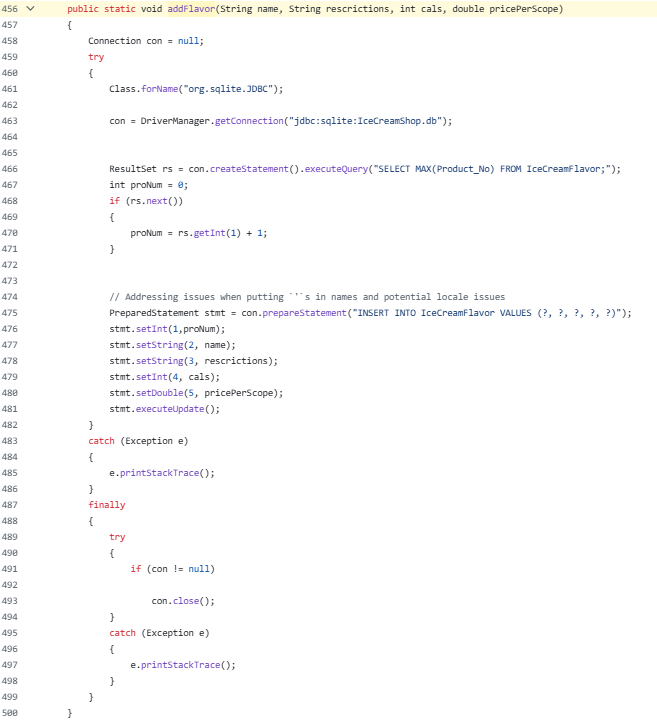 456 public static void addFlavor(String name, String rescrictions, int cals, double pricePerScope)
457 {
458 Connection con = null;
459 try
460 {
461 Class.forName("org.sqlite.JDBC");
462
463 con = DriverManager.getConnection("jdbc:sqlite:IceCreamShop.db");
464
465
466 ResultSet rs = con.createStatement().executeQuery("SELECT MAX(Product_No) FROM IceCreamFlavor;");
467 int proNum = 0;
468 if (rs.next())
469 {
470 proNum = rs.getInt(1) + 1;
471 }
472
473
474 // Addressing issues when putting `'`s in names and potential locale issues
475 PreparedStatement stmt = con.prepareStatement("INSERT INTO IceCreamFlavor VALUES (?, ?, ?, ?, ?)");
476 stmt.setInt(1,proNum);
477 stmt.setString(2, name);
478 stmt.setString(3, rescrictions);
479 stmt.setInt(4, cals);
480 stmt.setDouble(5, pricePerScope);
481 stmt.executeUpdate();
482 }
483 catch (Exception e)
484 {
485 e.printStackTrace();
486 }
487 finally
488 {
489 try
490 {
491 if (con != null)
492
493 con.close();
494 }
495 catch (Exception e)
496 {
497 e.printStackTrace();
498 }
499 }
500 }